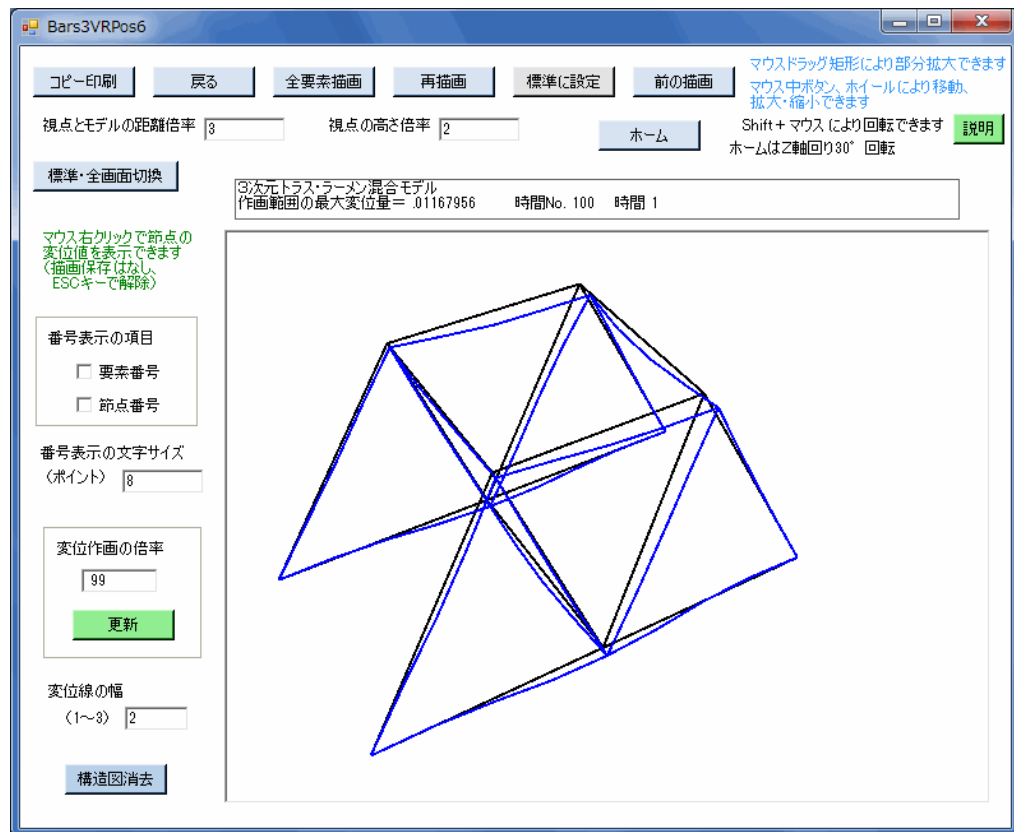 Bars3VRPos6
コピー印刷
戻る
全要素描画
再描画
標準に設定
前の描画
マウスドラッグ矩形により部分拡大できます
マウス中ボタン、ホイールにより移動、
拡大・縮小できます
視点とモデルの距離倍率 3
視点の高さ倍率 2
ホーム
Shift+マウス により回転できます
ホームはZ軸回り30° 回転
説明
標準・全画面切換
3次元トラス・ラーメン混合モデル
作画範囲の最大変位量= .01167956 時間No. 100 時間 1
マウス右クリックで節点の
変位値を表示できます
(描画保存はなし、
ESCキーで解除)
番号表示の項目
要素番号
節点番号
番号表示の文字サイズ
(ポイント) 8
変位作画の倍率
99
更新
変位線の幅
(1~3) 2
構造図消去